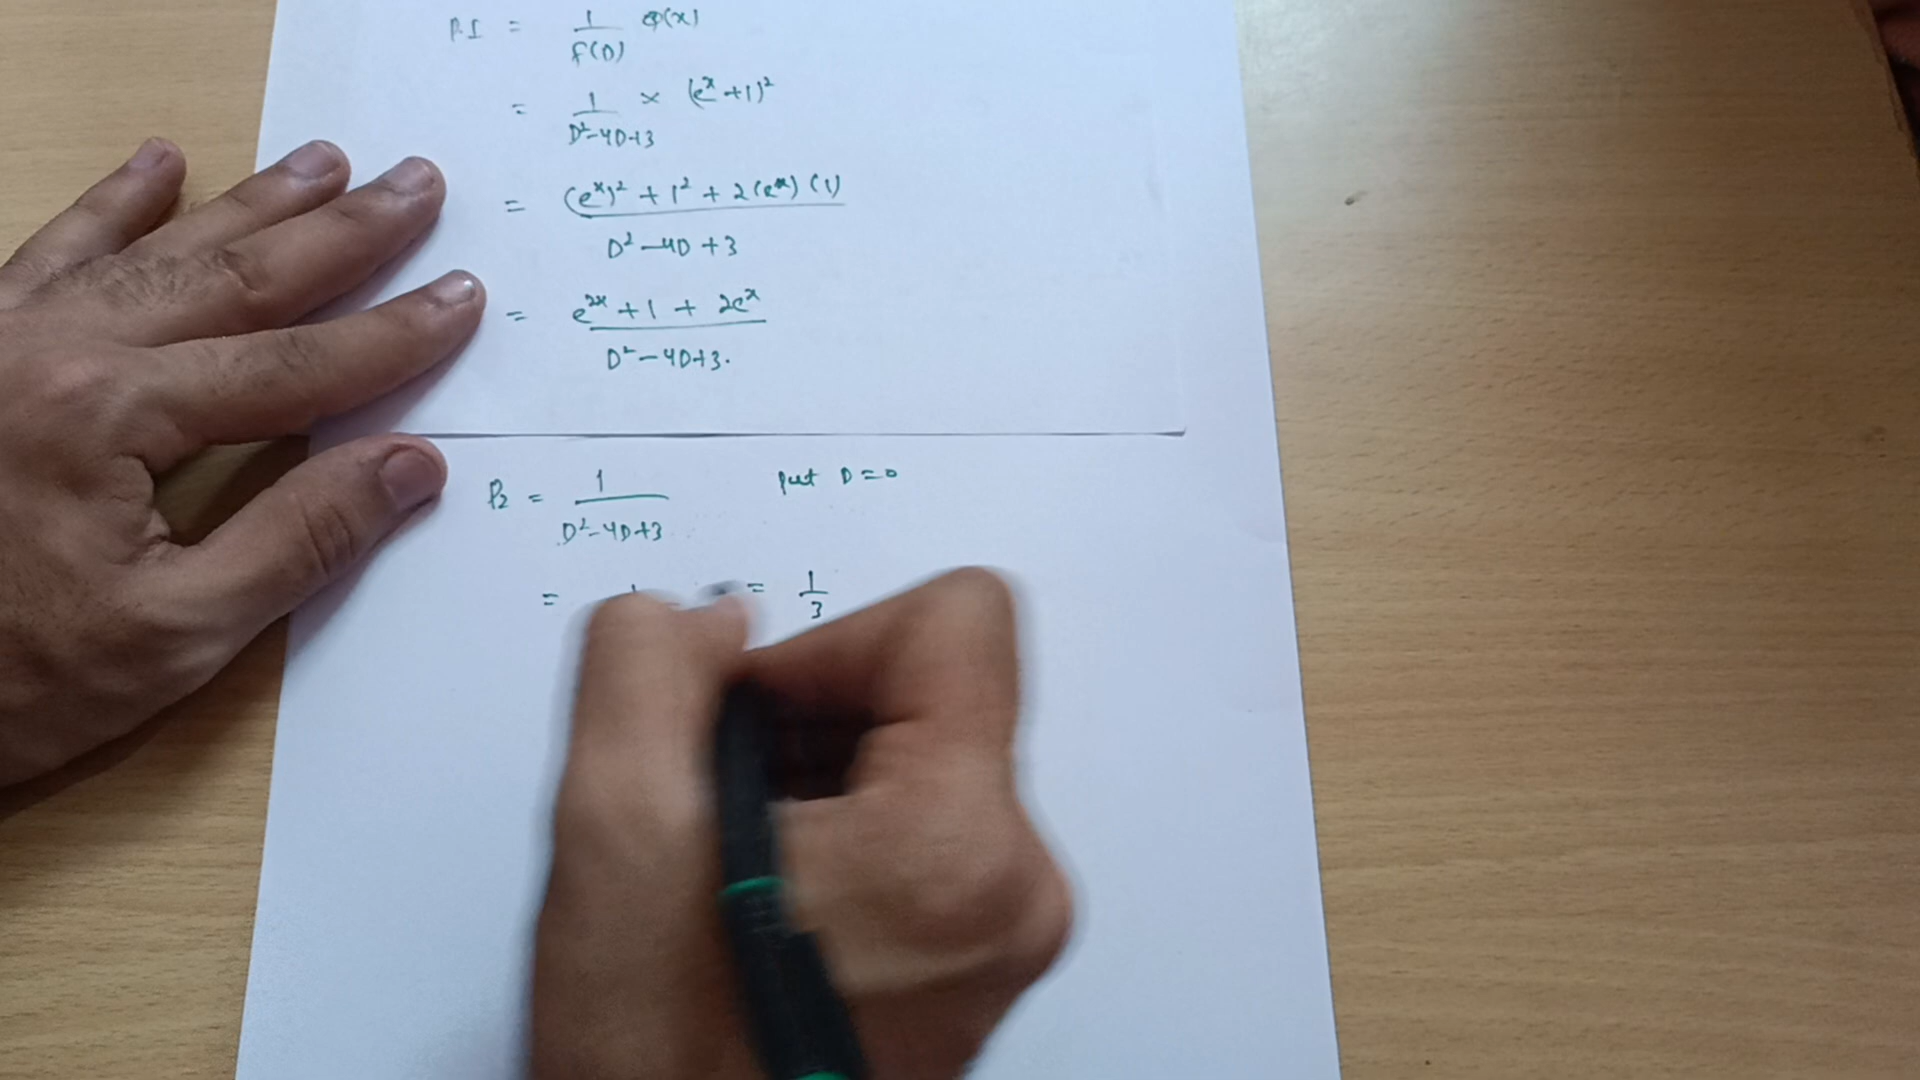 P.I = 1/f(D) φ(x)
= 1/D²-4D+3 × (eˣ+1)²
= (eˣ)² + 1² + 2(eˣ)(1)/D²-4D+3
= e²ˣ+1 + 2eˣ/D²-4D+3.
P₂ = 1/D²-4D+3 put D=0
= = 1/3